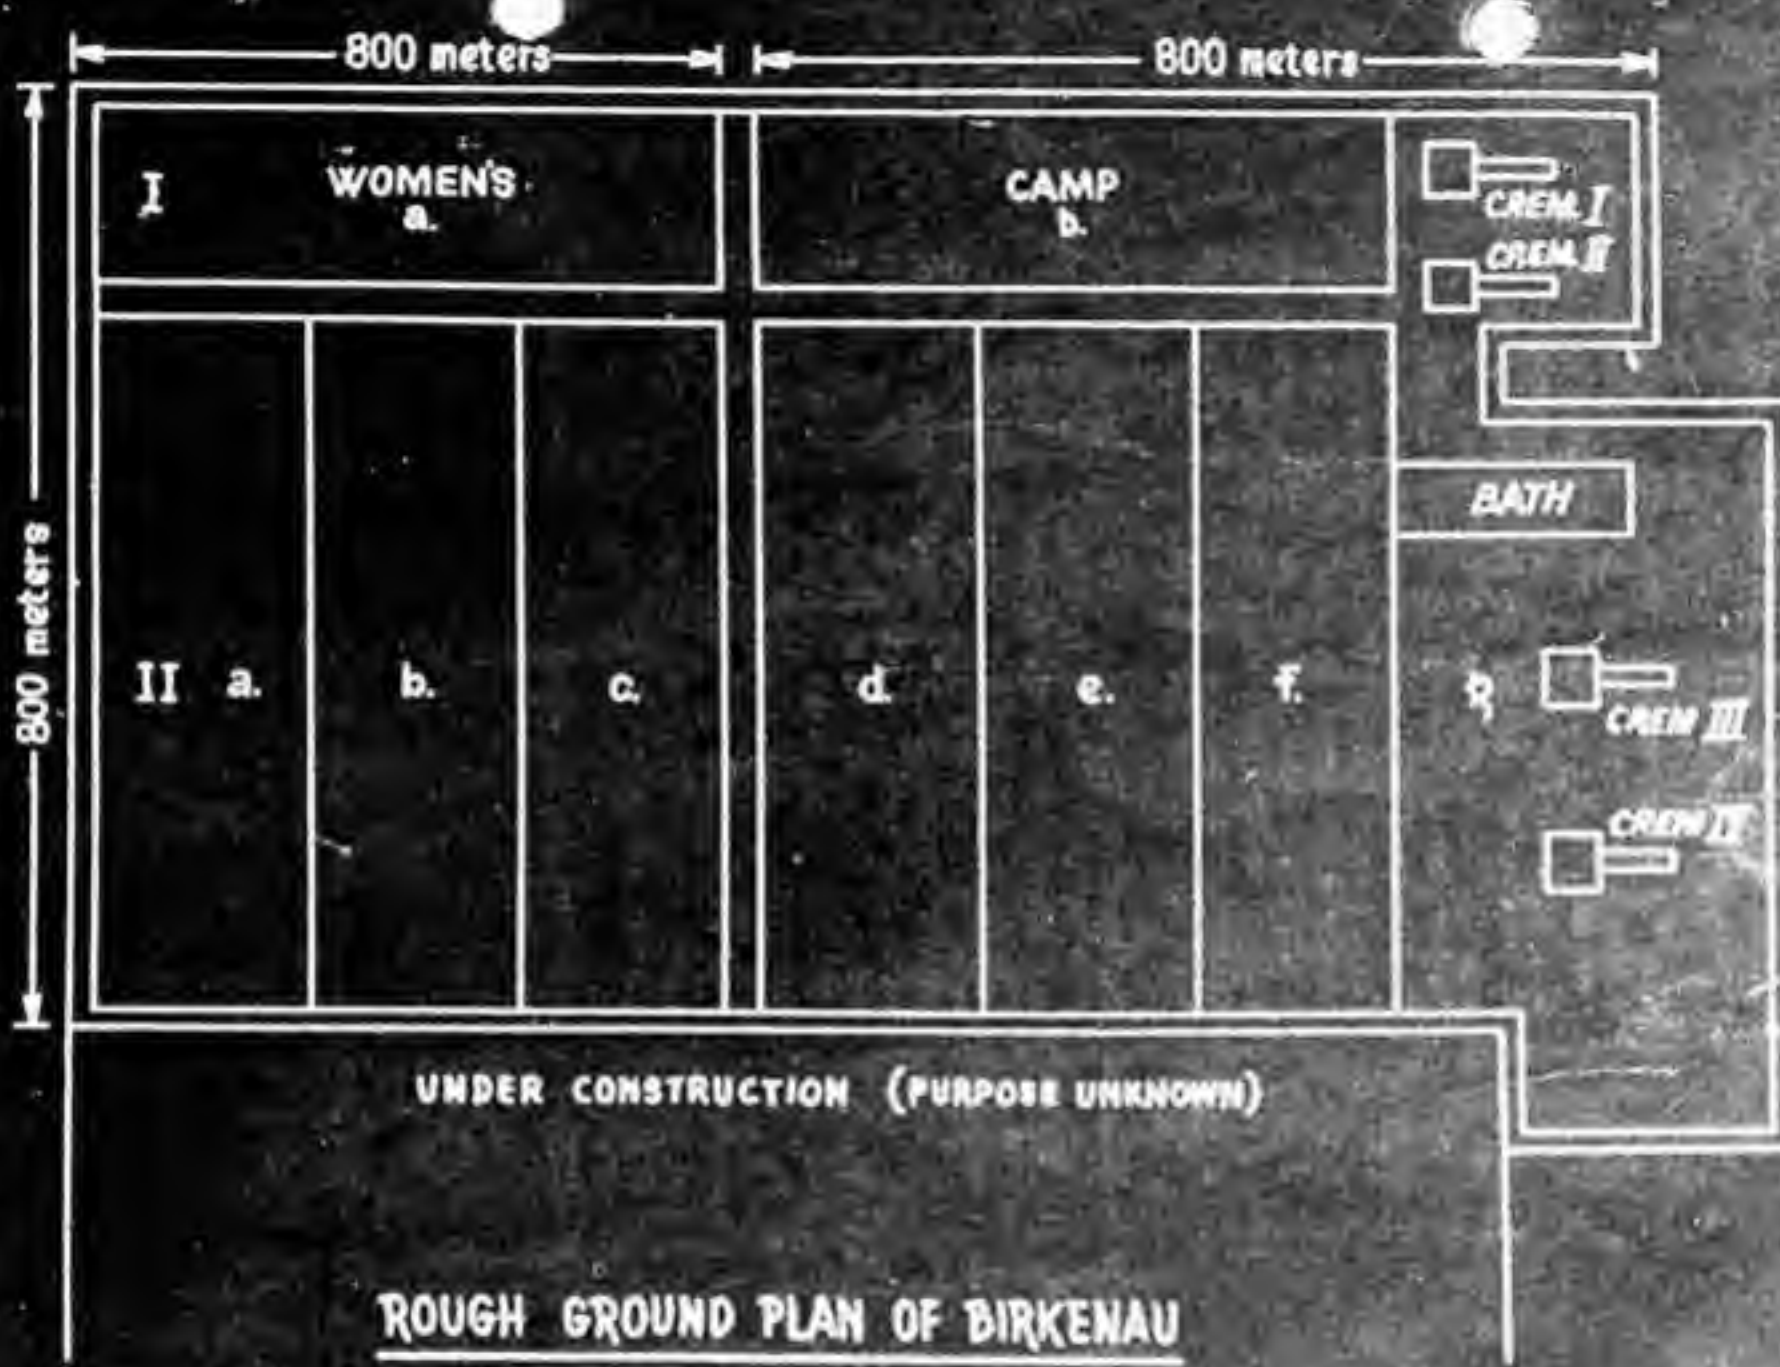 800 meters 800 meters
800 meters
I WOMEN'S CAMP
a. b.
CREM. I
CREM. II
BATH
II a. b. c. d. e. f. g.
CREM III
CREM IV
UNDER CONSTRUCTION (PURPOSE UNKNOWN)
ROUGH GROUND PLAN OF BIRKENAU